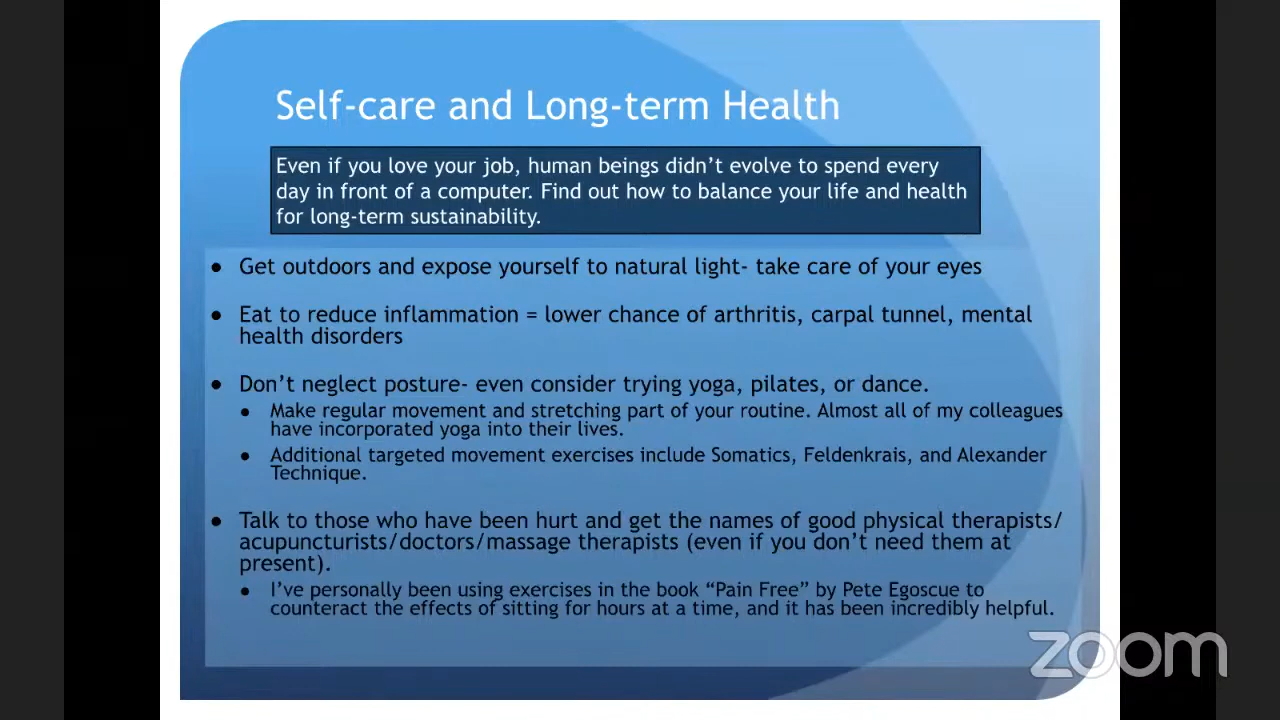 Self-care and Long-term Health
Even if you love your job, human beings didn't evolve to spend every
day in front of a computer. Find out how to balance your life and health
for long-term sustainability.
● Get outdoors and expose yourself to natural light- take care of your eyes
● Eat to reduce inflammation = lower chance of arthritis, carpal tunnel, mental
health disorders
● Don't neglect posture- even consider trying yoga, pilates, or dance.
● Make regular movement and stretching part of your routine. Almost all of my colleagues
have incorporated yoga into their lives.
● Additional targeted movement exercises include Somatics, Feldenkrais, and Alexander
Technique.
● Talk to those who have been hurt and get the names of good physical therapists/
acupuncturists/doctors/massage therapists (even if you don't need them at
present).
● I've personally been using exercises in the book “Pain Free” by Pete Egoscue to
counteract the effects of sitting for hours at a time, and it has been incredibly helpful.
zoom